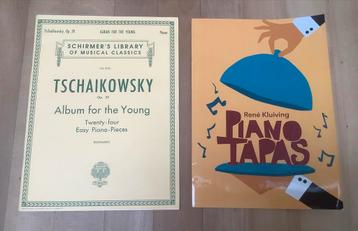 Tschaikowsky, Op. 39
ALBUM FOR THE YOUNG
Piano
SCHIRMER'S LIBRARY
OF MUSICAL CLASSICS
TSCHAIKOWSKY
Op. 39
Album for the Young
Twenty-four
Easy Piano-Pieces
René Kluiving
PIANO
TAPAS